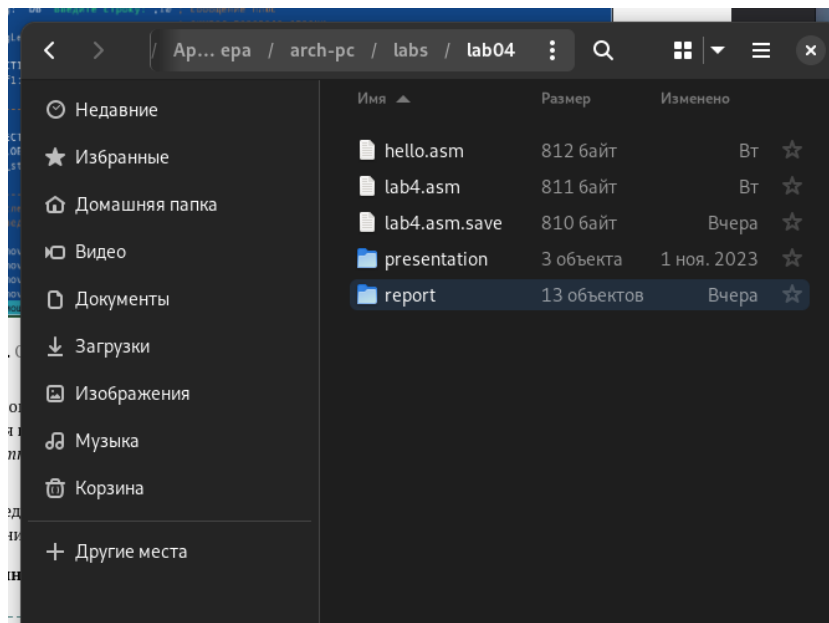 введите строку:
/ Ар... ера / arch-pc / labs / lab04
Имя Размер Изменено
Недавние
Избранные
Домашняя папка
Видео
Документы
Загрузки
Изображения
Музыка
Корзина
Другие места
hello.asm 812 байт Вт
lab4.asm 811 байт Вт
lab4.asm.save 810 байт Вчера
presentation 3 объекта 1 ноя. 2023
report 13 объектов Вчера